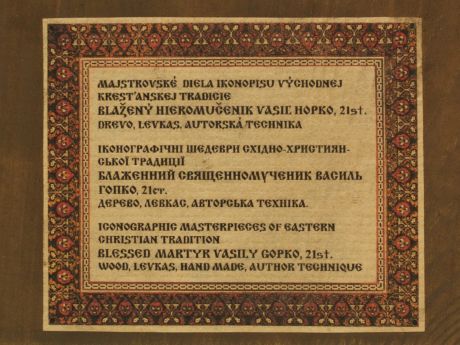 MAJSTROVSKÉ DIELA IKONOPISU VÝCHODNEJ
KRESŤANSKEJ TRADICIE
BLAŽENÝ HIEROMUČENIK VASIĽ HOPKO, 21st.
DREVO, LEVKAS, AUTORSKÁ TECHNIKA
ІКОНОГРАФІЧНІ ШЕДЕВРИ СХІДНО-ХРИСТИЯН-
СЬКОЇ ТРАДИЦІЇ
БЛАЖЕННИЙ СВЯЩЕННОМУЧЕНИК ВАСИЛЬ
ГОПКО, 21ст.
ДЕРЕВО, ЛЕВКАС, АВТОРСЬКА ТЕХНІКА.
ICONOGRAPHIC MASTERPIECES OF EASTERN
CHRISTIAN TRADITION
BLESSED MARTYR VASILY GOPKO, 21st.
WOOD, LEVKAS, HAND MADE, AUTHOR TECHNIQUE